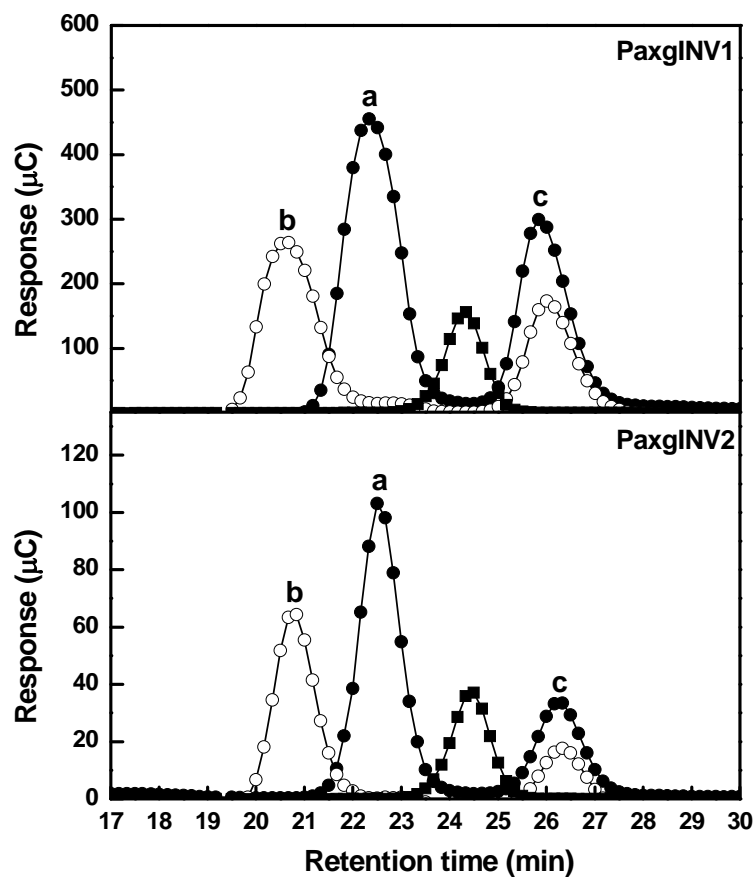 600
PaxgINV1
500
a
400
c
b
300
200
100
Response (μC)
PaxgINV2
120
a
100
80
b
60
40
c
20
0
Response (μC)
17 18 19 20 21 22 23 24 25 26 27 28 29 30
Retention time (min)